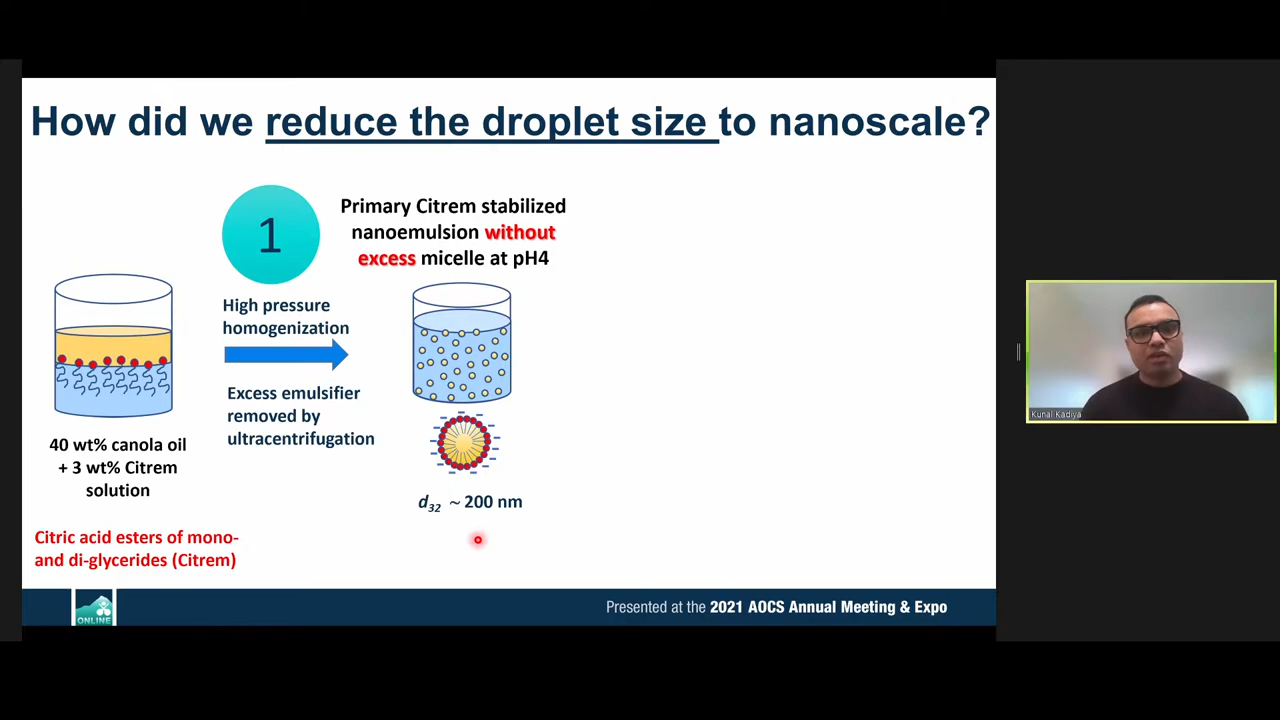 How did we reduce the droplet size to nanoscale?
1
Primary Citrem stabilized
nanoemulsion without
excess micelle at pH4
High pressure
homogenization
Excess emulsifier
removed by
ultracentrifugation
40 wt% canola oil
+ 3 wt% Citrem
solution
d32 ~ 200 nm
Citric acid esters of mono-
and di-glycerides (Citrem)
ONLINE
Presented at the 2021 AOCS Annual Meeting & Expo
Kunal Kadiya